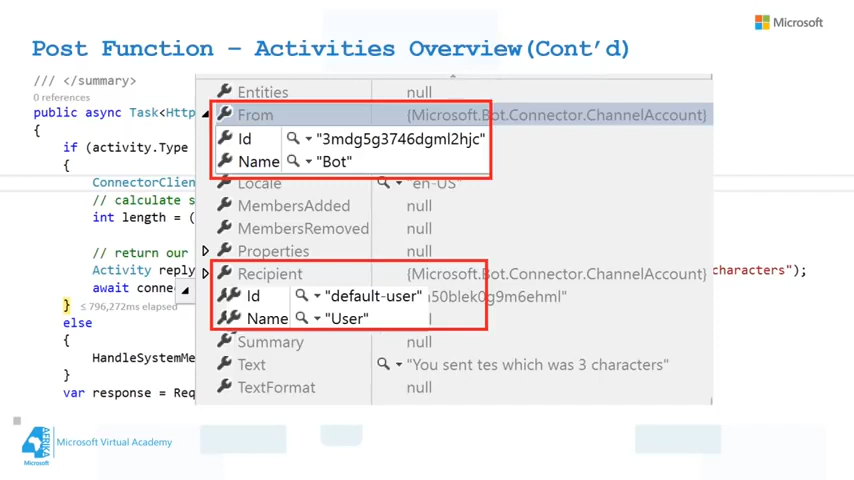 Microsoft
Post Function – Activities Overview(Cont’d)
/// </summary>
0 references
public async Task<Http
{
if (activity.Type
{
ConnectorClien
// calculate s
int length = (
// return our
Activity reply
await conne
} ≤ 796,272ms elapsed
else
{
HandleSystemMe
}
var response = Req
characters");
Entities null
From {Microsoft.Bot.Connector.ChannelAccount}
Id "3mdg5g3746dgml2hjc"
Name "Bot"
Locale "en-US"
MembersAdded null
MembersRemoved null
Properties null
Recipient {Microsoft.Bot.Connector.ChannelAccount}
Id "default-user" a50blek0g9m6ehml"
Name "User"
Summary null
Text "You sent tes which was 3 characters"
TextFormat null
4
AFRIKA
Microsoft
Microsoft Virtual Academy